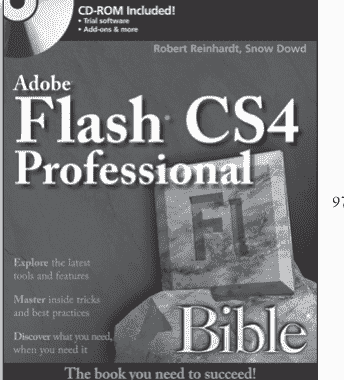 CD-ROM Included!
• Trial software
• Add-ons & more
Robert Reinhardt, Snow Dowd
Adobe
Flash CS4
Professional
Fl
Explore the latest
tools and features
Master inside tricks
and best practices
Discover what you need,
when you need it
Bible
The book you need to succeed!
97